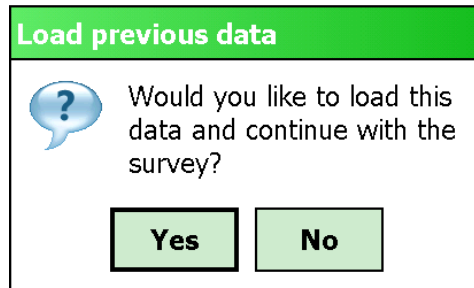 Load previous data
?
Would you like to load this
data and continue with the
survey?
Yes No